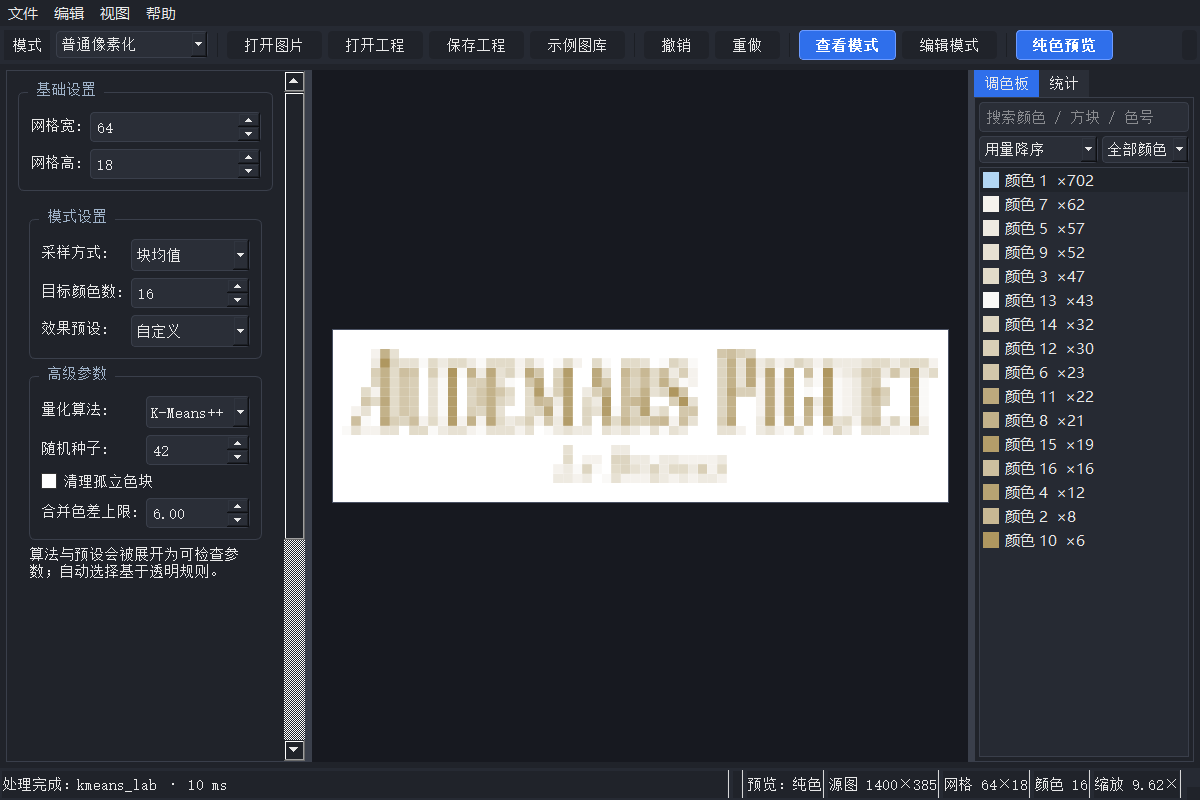 文件 编辑 视图 帮助
模式 普通像素化 打开图片 打开工程 保存工程 示例图库 撤销 重做 查看模式 编辑模式 纯色预览
基础设置
网格宽: 64
网格高: 18
模式设置
采样方式: 块均值
目标颜色数: 16
效果预设: 自定义
高级参数
量化算法: K-Means++
随机种子: 42
清理孤立色块
合并色差上限: 6.00
算法与预设会被展开为可检查参
数；自动选择基于透明规则。
调色板 统计
搜索颜色 / 方块 / 色号
用量降序 全部颜色
颜色 1 ×702
颜色 7 ×62
颜色 5 ×57
颜色 9 ×52
颜色 3 ×47
颜色 13 ×43
颜色 14 ×32
颜色 12 ×30
颜色 6 ×23
颜色 11 ×22
颜色 8 ×21
颜色 15 ×19
颜色 16 ×16
颜色 4 ×12
颜色 2 ×8
颜色 10 ×6
处理完成：kmeans_lab · 10 ms
预览：纯色 源图 1400×385 网格 64×18 颜色 16 缩放 9.62×